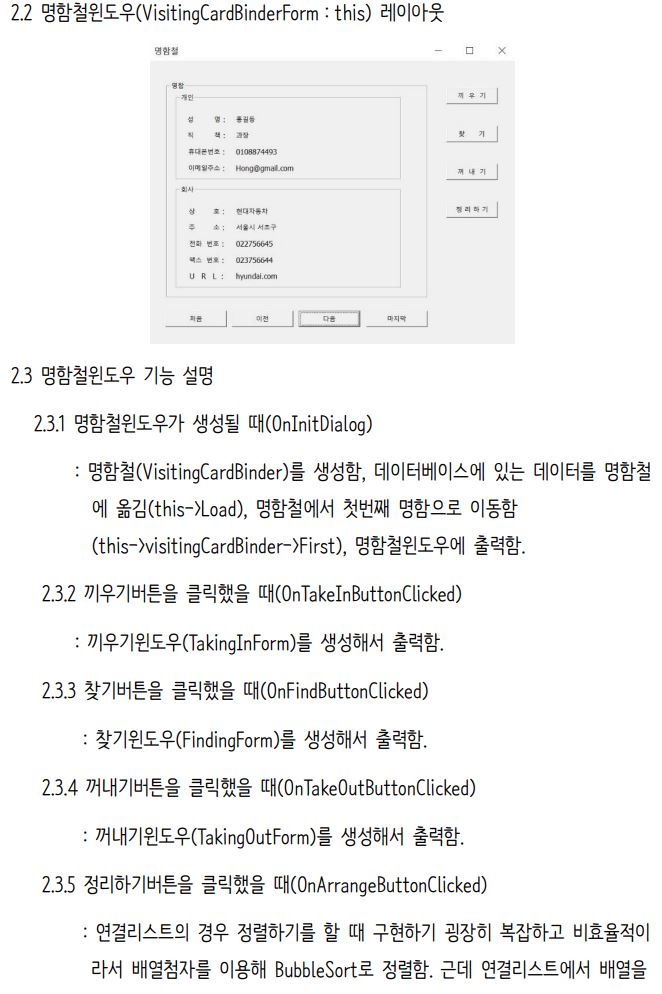 2.2 명함철윈도우(VisitingCardBinderForm : this) 레이아웃
명함철
명함
개인
성 명 : 홍길동
직 책 : 과장
휴대폰번호 : 0108874493
이메일주소 : Hong@gmail.com
회사
상 호 : 현대자동차
주 소 : 서울시 서초구
전화 번호 : 022756645
팩스 번호 : 023756644
U R L : hyundai.com
끼 우 기
찾 기
꺼 내 기
정 리 하 기
처음 이전 다음 마지막
2.3 명함철윈도우 기능 설명
2.3.1 명함철윈도우가 생성될 때(OnInitDialog)
: 명함철(VisitingCardBinder)를 생성함, 데이터베이스에 있는 데이터를 명함철
에 옮김(this->Load), 명함철에서 첫번째 명함으로 이동함
(this->visitingCardBinder->First), 명함철윈도우에 출력함.
2.3.2 끼우기버튼을 클릭했을 때(OnTakeInButtonClicked)
: 끼우기윈도우(TakingInForm)를 생성해서 출력함.
2.3.3 찾기버튼을 클릭했을 때(OnFindButtonClicked)
: 찾기윈도우(FindingForm)를 생성해서 출력함.
2.3.4 꺼내기버튼을 클릭했을 때(OnTakeOutButtonClicked)
: 꺼내기윈도우(TakingOutForm)를 생성해서 출력함.
2.3.5 정리하기버튼을 클릭했을 때(OnArrangeButtonClicked)
: 연결리스트의 경우 정렬하기를 할 때 구현하기 굉장히 복잡하고 비효율적이
라서 배열첨자를 이용해 BubbleSort로 정렬함. 근데 연결리스트에서 배열을